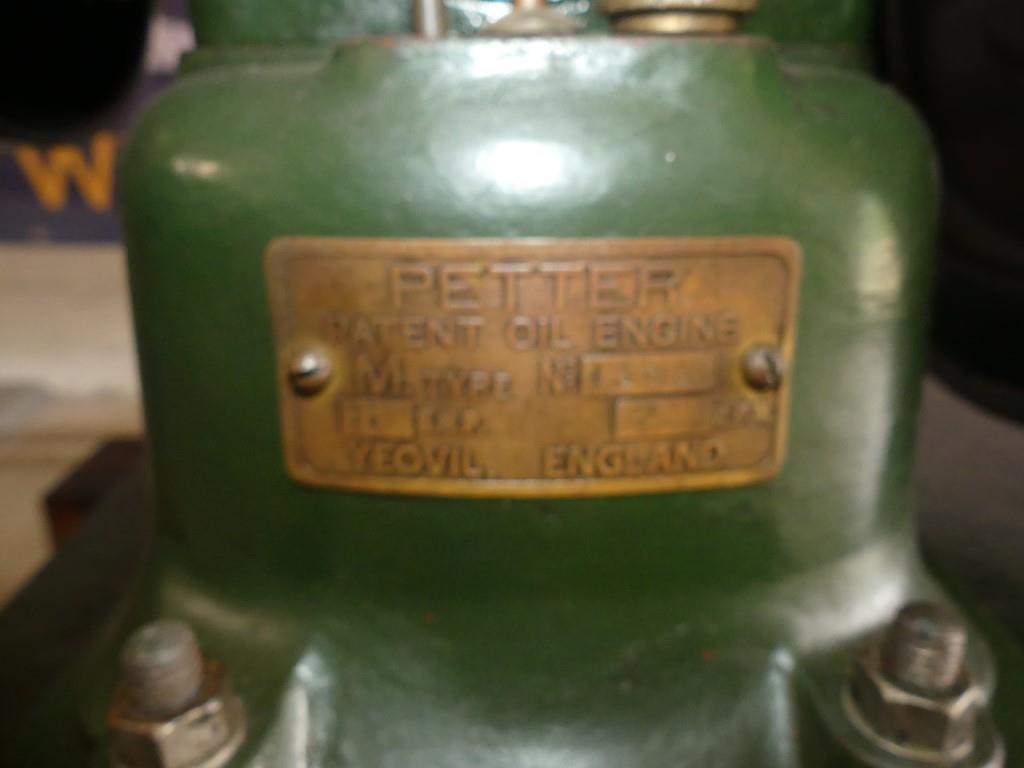 W
PETTER
PATENT OIL ENGINE
M. TYPE No
YEOVIL, ENGLAND